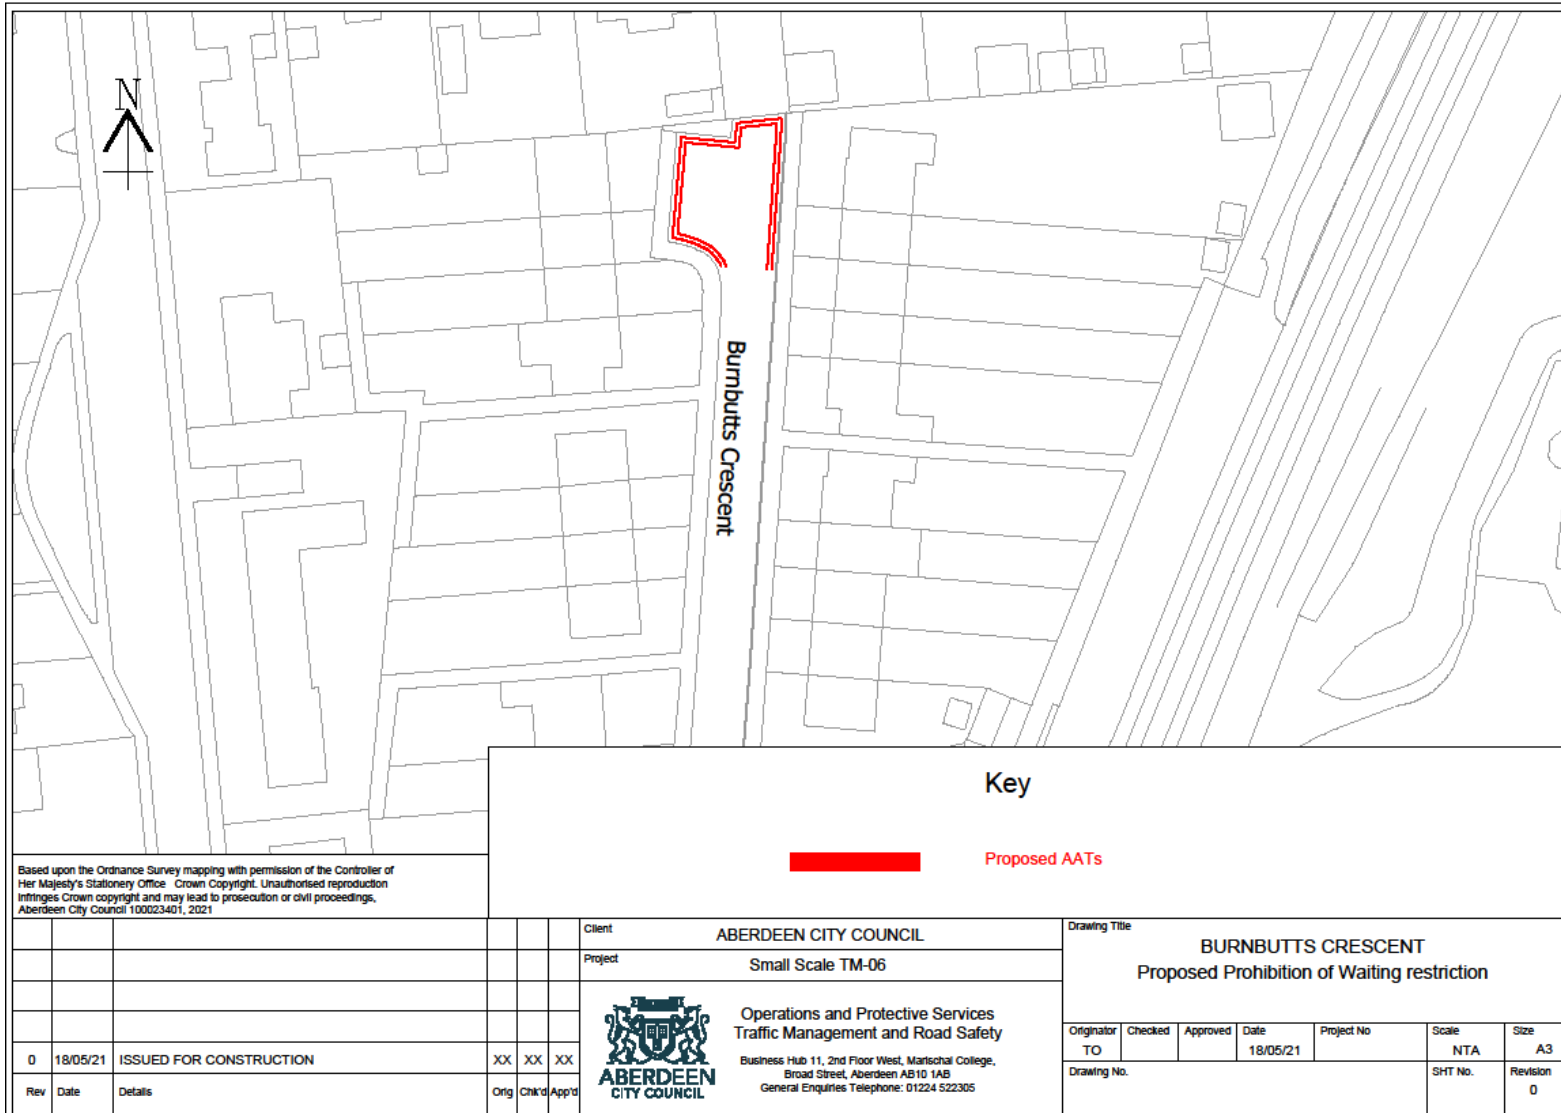 N
Burnbutts Crescent
Key
Proposed AATs
Based upon the Ordnance Survey mapping with permission of the Controller of
Her Majesty's Stationery Office Crown Copyright. Unauthorised reproduction
infringes Crown copyright and may lead to prosecution or civil proceedings,
Aberdeen City Council 100023401, 2021
Client
ABERDEEN CITY COUNCIL
Project
Small Scale TM-06
Drawing Title
BURNBUTTS CRESCENT
Proposed Prohibition of Waiting restriction
ABERDEEN
CITY COUNCIL
Operations and Protective Services
Traffic Management and Road Safety
Business Hub 11, 2nd Floor West, Marischal College,
Broad Street, Aberdeen AB10 1AB
General Enquiries Telephone: 01224 522305
Originator Checked Approved Date Project No Scale Size
TO 18/05/21 NTA A3
Drawing No. SHT No. Revision
0
0 18/05/21 ISSUED FOR CONSTRUCTION XX XX XX
Rev Date Details Orig Chk'd App'd